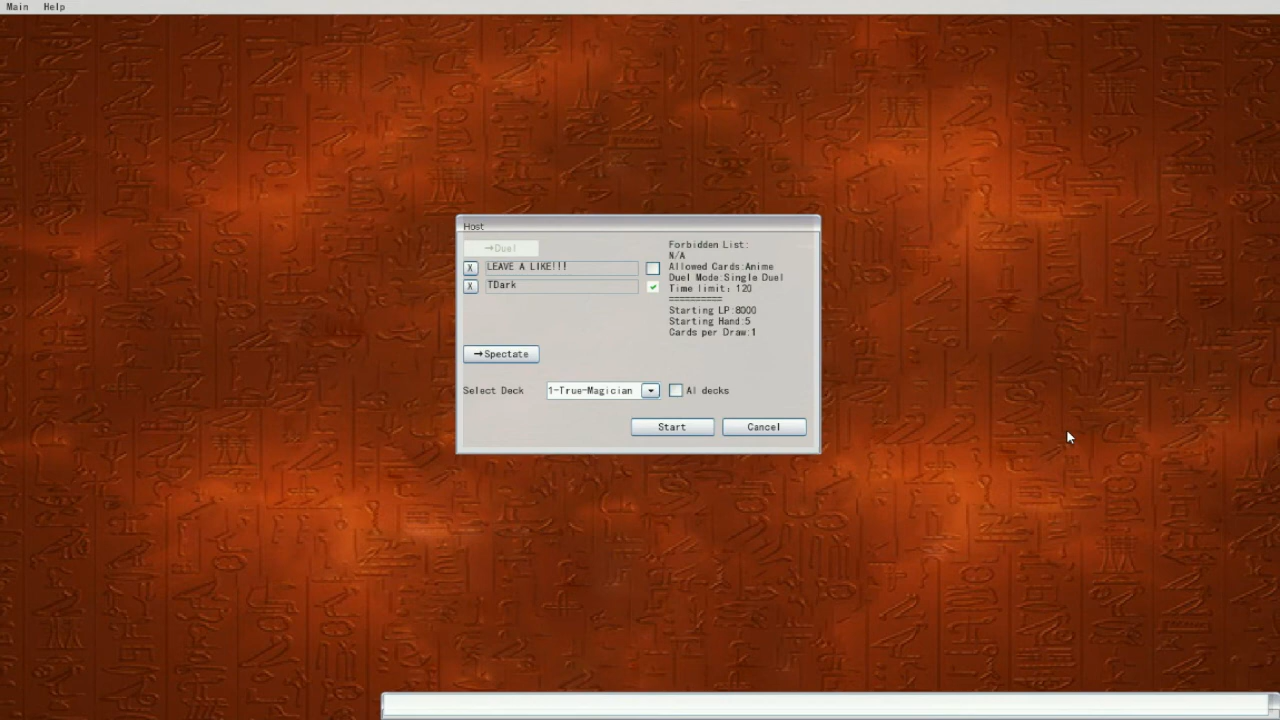 Main Help
Host
→Duel
X LEAVE A LIKE!!!
X TDark
Forbidden List:
N/A
Allowed Cards:Anime
Duel Mode:Single Duel
Time limit: 120
==========
Starting LP:8000
Starting Hand:5
Cards per Draw:1
→Spectate
Select Deck 1-True-Magician AI decks
Start Cancel